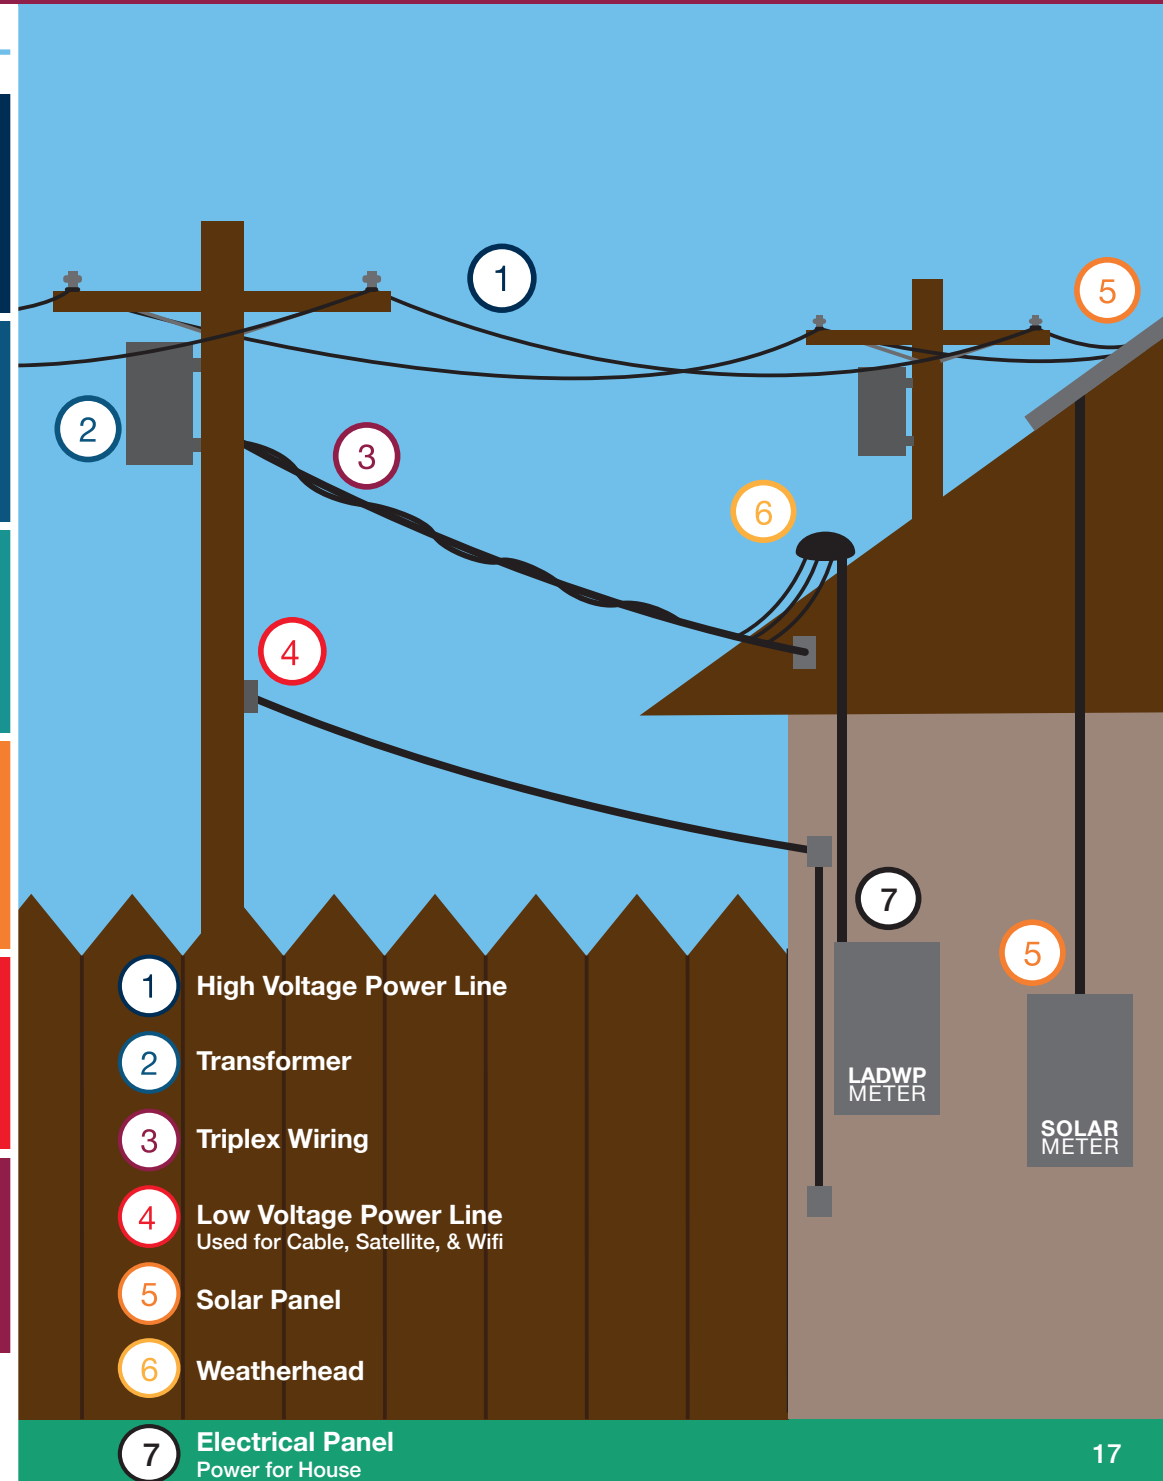 1
5
2
3
6
4
7
5
LADWP
METER
SOLAR
METER
1 High Voltage Power Line
2 Transformer
3 Triplex Wiring
4 Low Voltage Power Line
Used for Cable, Satellite, & Wifi
5 Solar Panel
6 Weatherhead
7 Electrical Panel
Power for House
17